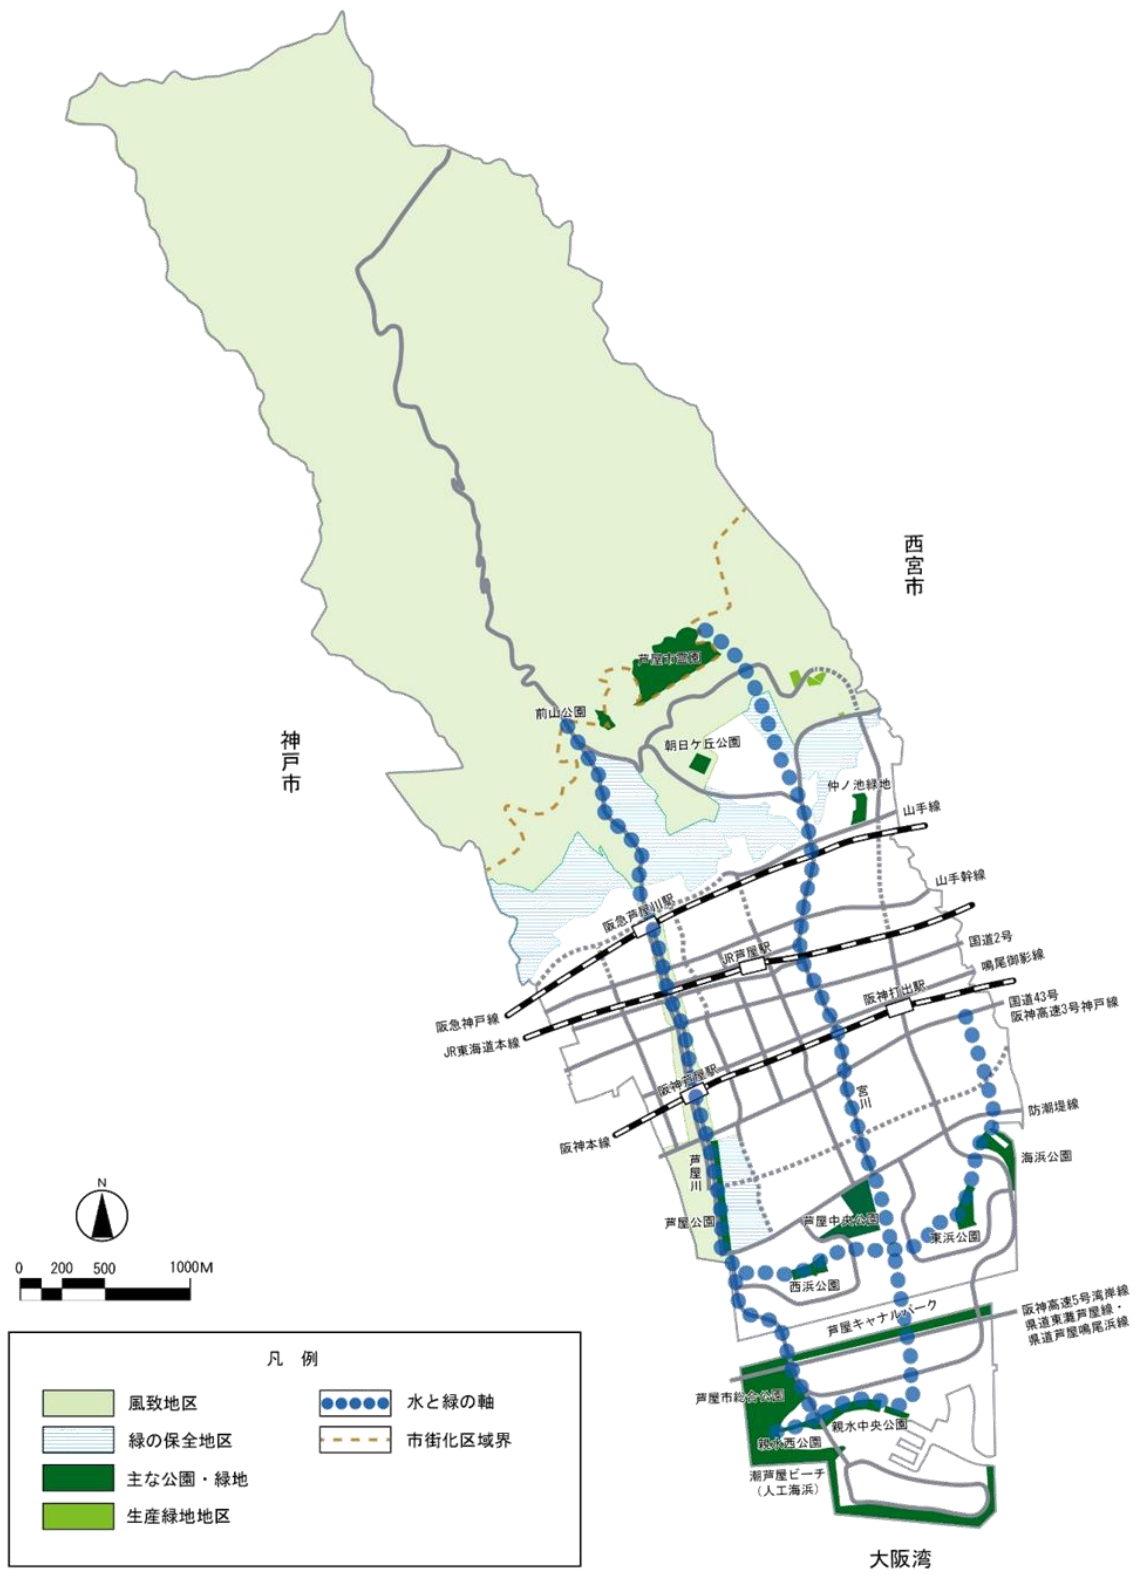 西宮市
芦屋市霊園
前山公園
神戸市
朝日ケ丘公園
仲ノ池緑地
山手線
山手幹線
阪急芦屋川駅
JR芦屋駅
国道2号
鳴尾御影線
阪神打出駅
国道43号
阪神高速3号神戸線
阪急神戸線
JR東海道本線
阪神芦屋駅
宮川
防潮堤線
阪神本線
芦屋川
海浜公園
芦屋公園
芦屋中央公園
東浜公園
西浜公園
芦屋キャナルパーク
阪神高速5号湾岸線
県道東灘芦屋線・
県道芦屋鳴尾浜線
芦屋市総合公園
親水中央公園
親水西公園
潮芦屋ビーチ
（人工海浜）
大阪湾
N
0 200 500 1000M
凡 例
風致地区
水と緑の軸
緑の保全地区
市街化区域界
主な公園・緑地
生産緑地地区